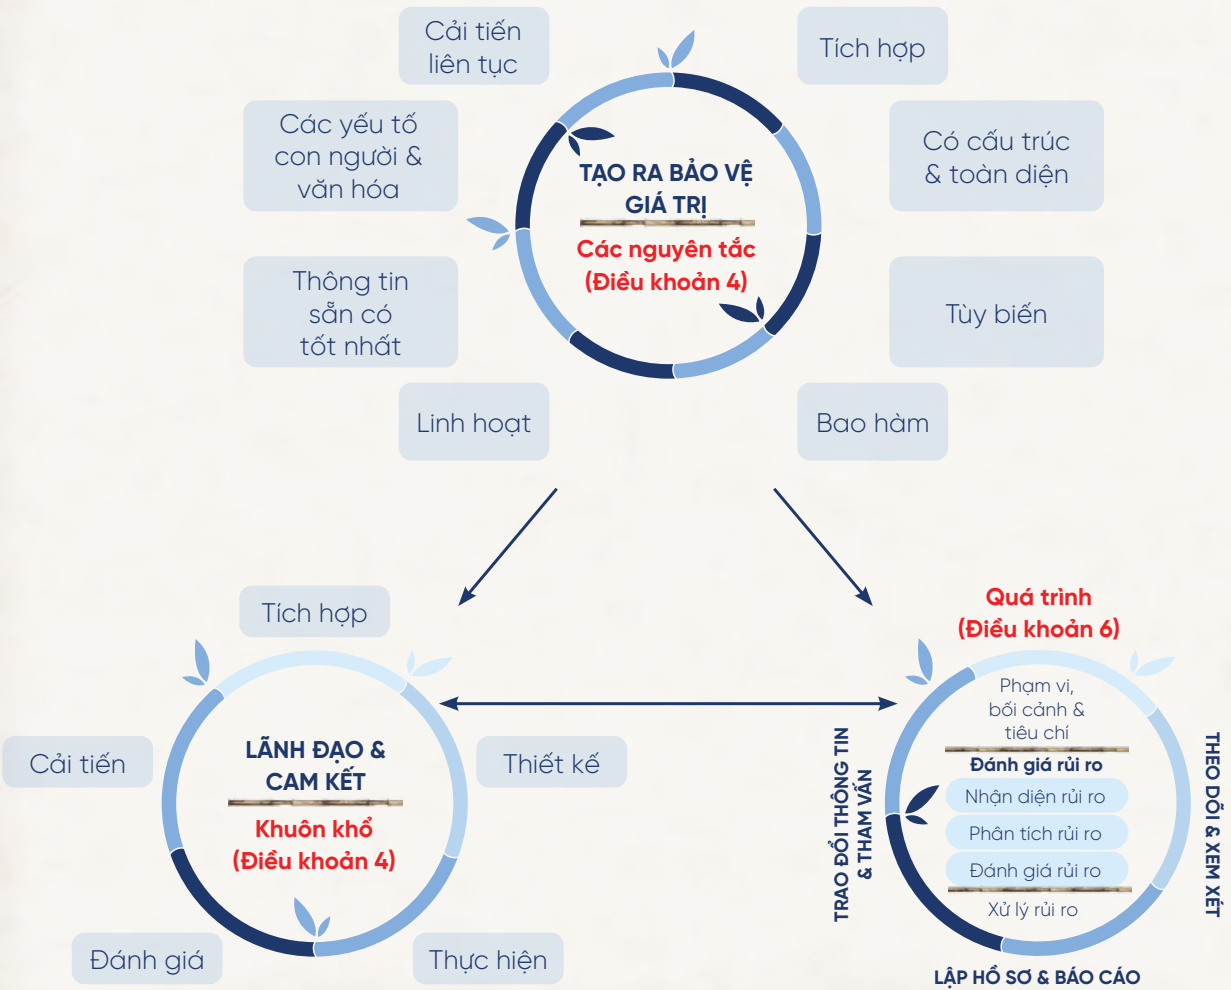 Cải tiến
liên tục
Tích hợp
Các yếu tố
con người &
văn hóa
Có cấu trúc
& toàn diện
TẠO RA BẢO VỆ
GIÁ TRỊ
Các nguyên tắc
(Điều khoản 4)
Thông tin
sẵn có
tốt nhất
Tùy biến
Linh hoạt
Bao hàm
Tích hợp
Cải tiến
LÃNH ĐẠO &
CAM KẾT
Khuôn khổ
(Điều khoản 4)
Thiết kế
Đánh giá
Thực hiện
Quá trình
(Điều khoản 6)
TRAO ĐỔI THÔNG TIN
& THAM VẤN
Phạm vi,
bối cảnh &
tiêu chí
Đánh giá rủi ro
Nhận diện rủi ro
Phân tích rủi ro
Đánh giá rủi ro
Xử lý rủi ro
THEO DÕI & XEM XÉT
LẬP HỒ SƠ & BÁO CÁO